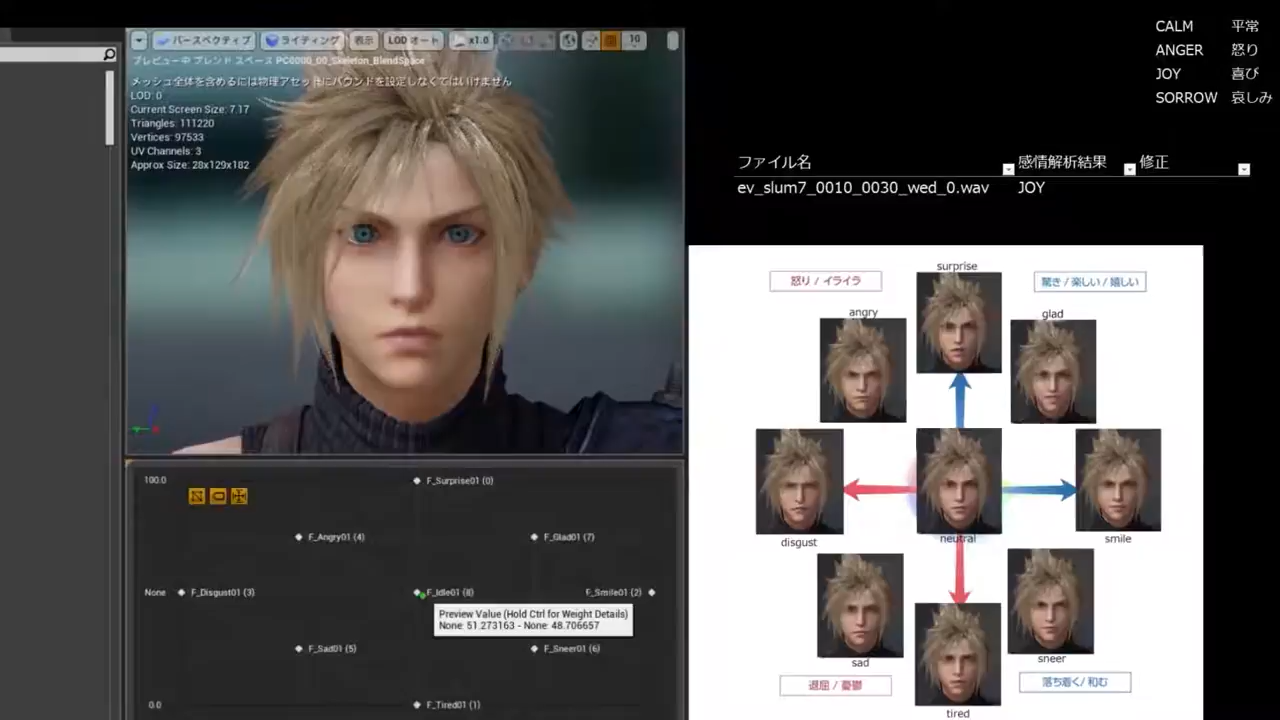 パースペクティブ ライティング 表示 LOD オート x1.0 10
プレビュー中 ブレンド スペース PC0000_00_Skeleton_BlendSpace
メッシュ全体を含めるには物理アセットにバウンドを設定しなくてはいけません
LOD: 0
Current Screen Size: 7.17
Triangles: 111220
Vertices: 97533
UV Channels: 3
Approx Size: 28x129x182
100.0
F_Surprise01 (0)
F_Angry01 (4)
F_Glad01 (7)
None
F_Disgust01 (3)
F_Idle01 (8)
F_Smile01 (2)
Preview Value (Hold Ctrl for Weight Details)
None: 51.273163 - None: 48.706657
F_Sad01 (5)
F_Sneer01 (6)
0.0
F_Tired01 (1)
CALM 平常
ANGER 怒り
JOY 喜び
SORROW 哀しみ
ファイル名 感情解析結果 修正
ev_slum7_0010_0030_wed_0.wav JOY
surprise
怒り / イライラ
驚き / 楽しい / 嬉しい
angry
glad
disgust
neutral
smile
sad
sneer
退屈 / 憂鬱
落ち着く/ 和む
tired